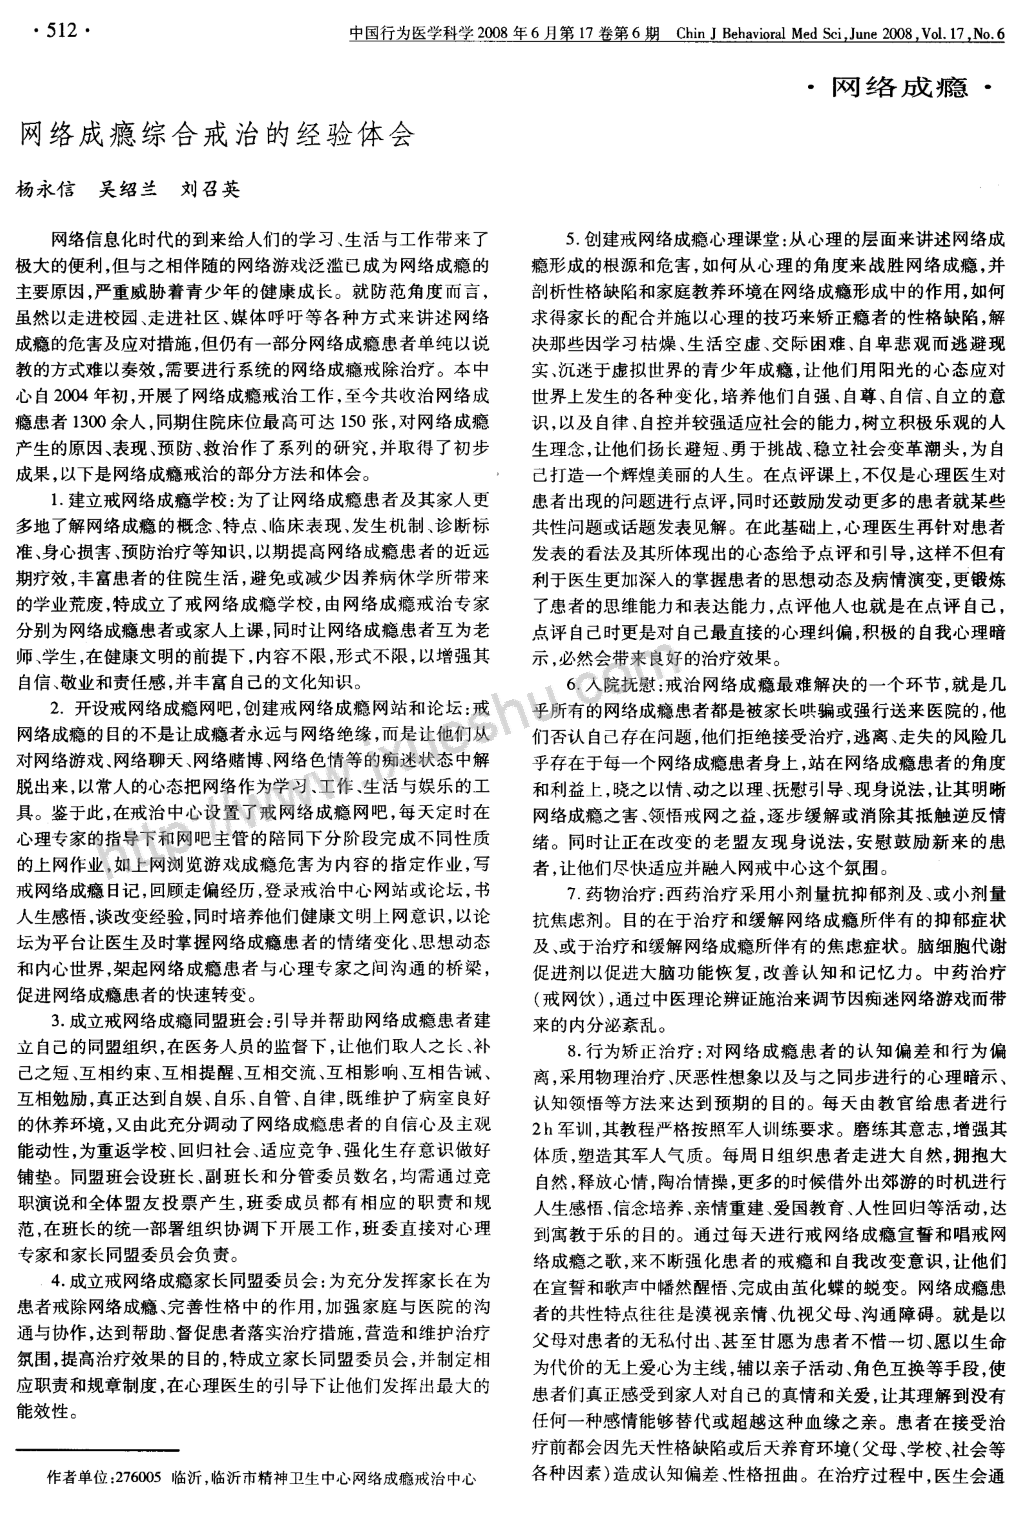 ·512·
中国行为医学科学2008年6月第17卷第6期 Chin J Behavioral Med Sci,June 2008,Vol.17,No.6
·网络成瘾·
网络成瘾综合戒治的经验体会
杨永信 吴绍兰 刘召英
网络信息化时代的到来给人们的学习、生活与工作带来了
极大的便利,但与之相伴随的网络游戏泛滥已成为网络成瘾的
主要原因,严重威胁着青少年的健康成长。就防范角度而言,
虽然以走进校园、走进社区、媒体呼吁等各种方式来讲述网络
成瘾的危害及应对措施,但仍有一部分网络成瘾患者单纯以说
教的方式难以奏效,需要进行系统的网络成瘾戒除治疗。本中
心自2004年初,开展了网络成瘾戒治工作,至今共收治网络成
瘾患者1300余人,同期住院床位最高可达150张,对网络成瘾
产生的原因、表现、预防、救治作了系列的研究,并取得了初步
成果,以下是网络成瘾戒治的部分方法和体会。
1.建立戒网络成瘾学校:为了让网络成瘾患者及其家人更
多地了解网络成瘾的概念、特点、临床表现、发生机制、诊断标
准、身心损害、预防治疗等知识,以期提高网络成瘾患者的近远
期疗效,丰富患者的住院生活,避免或减少因养病休学所带来
的学业荒废,特成立了戒网络成瘾学校,由网络成瘾戒治专家
分别为网络成瘾患者或家人上课,同时让网络成瘾患者互为老
师、学生,在健康文明的前提下,内容不限,形式不限,以增强其
自信、敬业和责任感,并丰富自己的文化知识。
2. 开设戒网络成瘾网吧,创建戒网络成瘾网站和论坛:戒
网络成瘾的目的不是让成瘾者永远与网络绝缘,而是让他们从
对网络游戏、网络聊天、网络赌博、网络色情等的痴迷状态中解
脱出来,以常人的心态把网络作为学习、工作、生活与娱乐的工
具。鉴于此,在戒治中心设置了戒网络成瘾网吧,每天定时在
心理专家的指导下和网吧主管的陪同下分阶段完成不同性质
的上网作业,如上网浏览游戏成瘾危害为内容的指定作业,写
戒网络成瘾日记,回顾走偏经历,登录戒治中心网站或论坛,书
人生感悟,谈改变经验,同时培养他们健康文明上网意识,以论
坛为平台让医生及时掌握网络成瘾患者的情绪变化、思想动态
和内心世界,架起网络成瘾患者与心理专家之间沟通的桥梁,
促进网络成瘾患者的快速转变。
3.成立戒网络成瘾同盟班会:引导并帮助网络成瘾患者建
立自己的同盟组织,在医务人员的监督下,让他们取人之长、补
己之短、互相约束、互相提醒、互相交流、互相影响、互相告诫、
互相勉励,真正达到自娱、自乐、自管、自律,既维护了病室良好
的休养环境,又由此充分调动了网络成瘾患者的自信心及主观
能动性,为重返学校、回归社会、适应竞争、强化生存意识做好
铺垫。同盟班会设班长、副班长和分管委员数名,均需通过竞
职演说和全体盟友投票产生,班委成员都有相应的职责和规
范,在班长的统一部署组织协调下开展工作,班委直接对心理
专家和家长同盟委员会负责。
4.成立戒网络成瘾家长同盟委员会:为充分发挥家长在为
患者戒除网络成瘾、完善性格中的作用,加强家庭与医院的沟
通与协作,达到帮助、督促患者落实治疗措施,营造和维护治疗
氛围,提高治疗效果的目的,特成立家长同盟委员会,并制定相
应职责和规章制度,在心理医生的引导下让他们发挥出最大的
能效性。
作者单位:276005 临沂,临沂市精神卫生中心网络成瘾戒治中心
5.创建戒网络成瘾心理课堂:从心理的层面来讲述网络成
瘾形成的根源和危害,如何从心理的角度来战胜网络成瘾,并
剖析性格缺陷和家庭教养环境在网络成瘾形成中的作用,如何
求得家长的配合并施以心理的技巧来矫正瘾者的性格缺陷,解
决那些因学习枯燥、生活空虚、交际困难、自卑悲观而逃避现
实、沉迷于虚拟世界的青少年成瘾,让他们用阳光的心态应对
世界上发生的各种变化,培养他们自强、自尊、自信、自立的意
识,以及自律、自控并较强适应社会的能力,树立积极乐观的人
生理念,让他们扬长避短、勇于挑战、稳立社会变革潮头,为自
己打造一个辉煌美丽的人生。在点评课上,不仅是心理医生对
患者出现的问题进行点评,同时还鼓励发动更多的患者就某些
共性问题或话题发表见解。在此基础上,心理医生再针对患者
发表的看法及其所体现出的心态给予点评和引导,这样不但有
利于医生更加深入的掌握患者的思想动态及病情演变,更锻炼
了患者的思维能力和表达能力,点评他人也就是在点评自己,
点评自己时更是对自己最直接的心理纠偏,积极的自我心理暗
示,必然会带来良好的治疗效果。
6.入院抚慰:戒治网络成瘾最难解决的一个环节,就是几
乎所有的网络成瘾患者都是被家长哄骗或强行送来医院的,他
们否认自己存在问题,他们拒绝接受治疗,逃离、走失的风险几
乎存在于每一个网络成瘾患者身上,站在网络成瘾患者的角度
和利益上,晓之以情、动之以理、抚慰引导、现身说法,让其明晰
网络成瘾之害、领悟戒网之益,逐步缓解或消除其抵触逆反情
绪。同时让正在改变的老盟友现身说法,安慰鼓励新来的患
者,让他们尽快适应并融入网戒中心这个氛围。
7.药物治疗:西药治疗采用小剂量抗抑郁剂及、或小剂量
抗焦虑剂。目的在于治疗和缓解网络成瘾所伴有的抑郁症状
及、或于治疗和缓解网络成瘾所伴有的焦虑症状。脑细胞代谢
促进剂以促进大脑功能恢复,改善认知和记忆力。中药治疗
(戒网饮),通过中医理论辨证施治来调节因痴迷网络游戏而带
来的内分泌紊乱。
8.行为矫正治疗:对网络成瘾患者的认知偏差和行为偏
离,采用物理治疗、厌恶性想象以及与之同步进行的心理暗示、
认知领悟等方法来达到预期的目的。每天由教官给患者进行
2h军训,其教程严格按照军人训练要求。磨练其意志,增强其
体质,塑造其军人气质。每周日组织患者走进大自然,拥抱大
自然,释放心情,陶冶情操,更多的时候借外出郊游的时机进行
人生感悟、信念培养、亲情重建、爱国教育、人性回归等活动,达
到寓教于乐的目的。通过每天进行戒网络成瘾宣誓和唱戒网
络成瘾之歌,来不断强化患者的戒瘾和自我改变意识,让他们
在宣誓和歌声中幡然醒悟、完成由茧化蝶的蜕变。网络成瘾患
者的共性特点往往是漠视亲情、仇视父母、沟通障碍。就是以
父母对患者的无私付出、甚至甘愿为患者不惜一切、愿以生命
为代价的无上爱心为主线,辅以亲子活动、角色互换等手段,使
患者们真正感受到家人对自己的真情和关爱,让其理解到没有
任何一种感情能够替代或超越这种血缘之亲。患者在接受治
疗前都会因先天性格缺陷或后天养育环境(父母、学校、社会等
各种因素)造成认知偏差、性格扭曲。在治疗过程中,医生会通
http://www.ixueshu.com